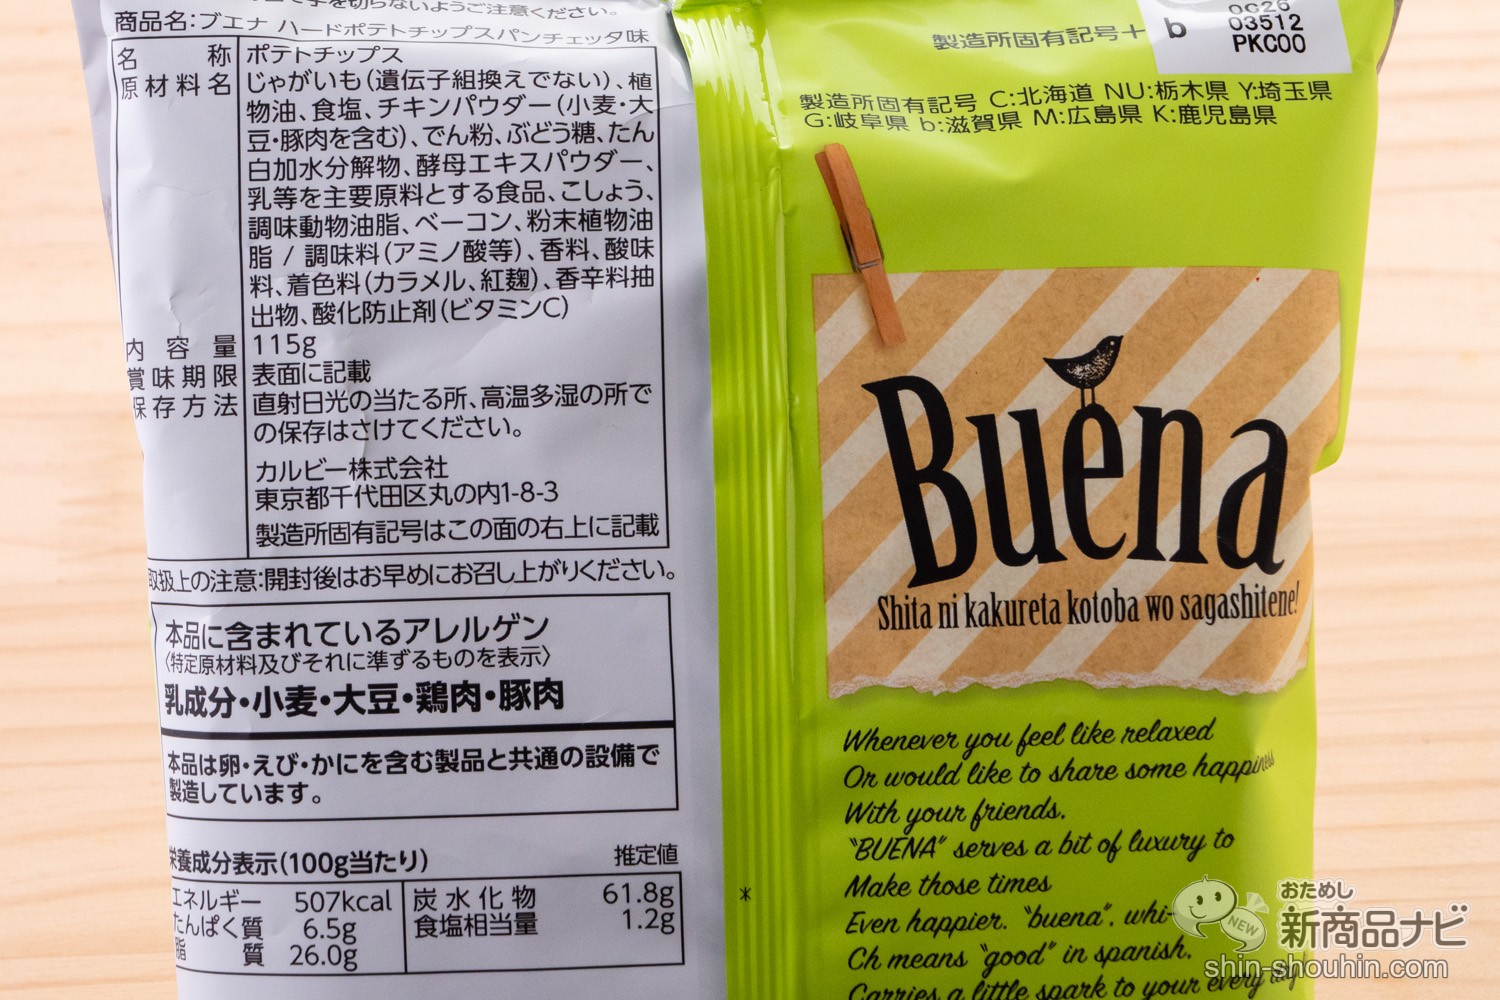 で手を切らないようご注意ください。
商品名:ブエナ ハードポテトチップスパンチェッタ味
名称 ポテトチップス
原材料名 じゃがいも(遺伝子組換えでない)、植
物油、食塩、チキンパウダー(小麦・大
豆・豚肉を含む)、でん粉、ぶどう糖、たん
白加水分解物、酵母エキスパウダー、
乳等を主要原料とする食品、こしょう、
調味動物油脂、ベーコン、粉末植物油
脂 / 調味料(アミノ酸等)、香料、酸味
料、着色料(カラメル、紅麹)、香辛料抽
出物、酸化防止剤(ビタミンC)
内容量 115g
賞味期限 表面に記載
保存方法 直射日光の当たる所、高温多湿の所で
の保存はさけてください。
カルビー株式会社
東京都千代田区丸の内1-8-3
製造所固有記号はこの面の右上に記載
取扱上の注意:開封後はお早めにお召し上がりください。
本品に含まれているアレルゲン
〈特定原材料及びそれに準ずるものを表示〉
乳成分・小麦・大豆・鶏肉・豚肉
本品は卵・えび・かにを含む製品と共通の設備で
製造しています。
栄養成分表示(100g当たり) 推定値
エネルギー 507kcal 炭水化物 61.8g
たんぱく質 6.5g 食塩相当量 1.2g
脂質 26.0g
*
製造所固有記号+
b
03512
PKC00
製造所固有記号 C:北海道 NU:栃木県 Y:埼玉県
G:岐阜県 b:滋賀県 M:広島県 K:鹿児島県
Buena
Shita ni kakureta kotoba wo sagashitene!
Whenever you feel like relaxed
Or would like to share some happiness
With your friends.
"BUENA" serves a bit of luxury to
Make those times
Even happier. "buena". whi-
Ch means "good" in spanish.
Carries a little spark to your every day
おためし
新商品ナビ
NEW
shin-shouhin.com